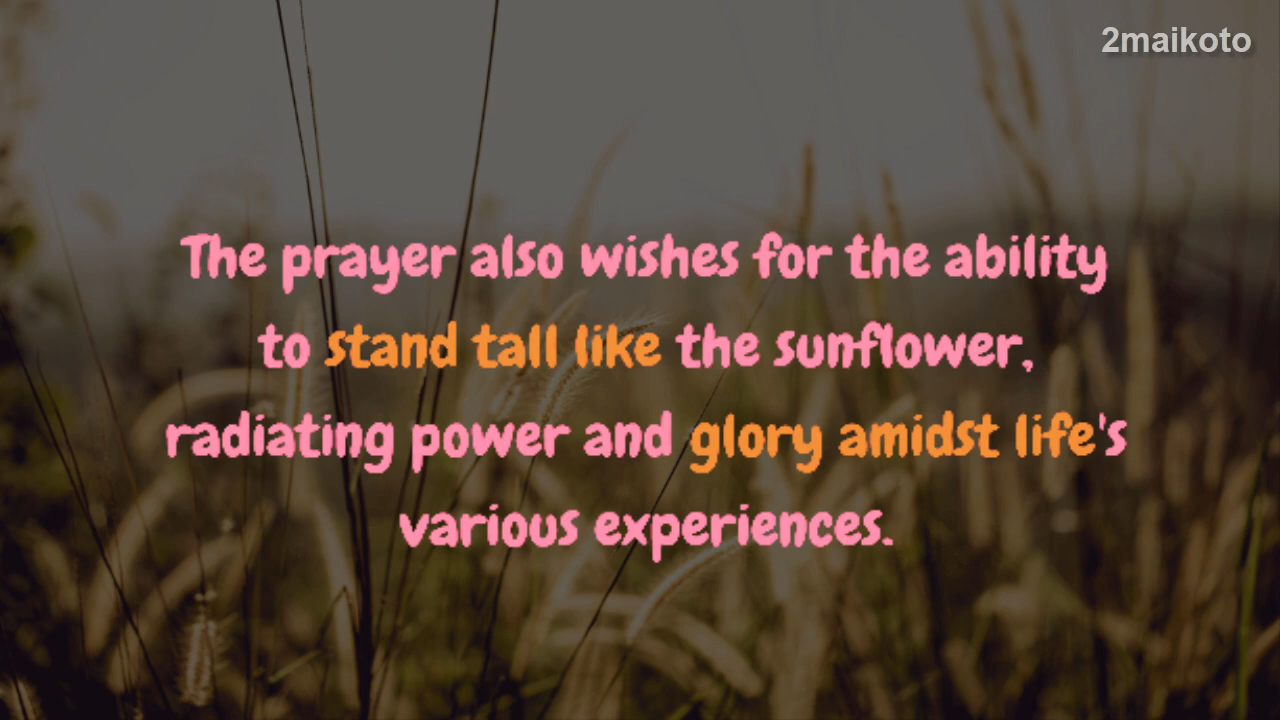 2maikoto
The prayer also wishes for the ability
to stand tall like the sunflower,
radiating power and glory amidst life's
various experiences.